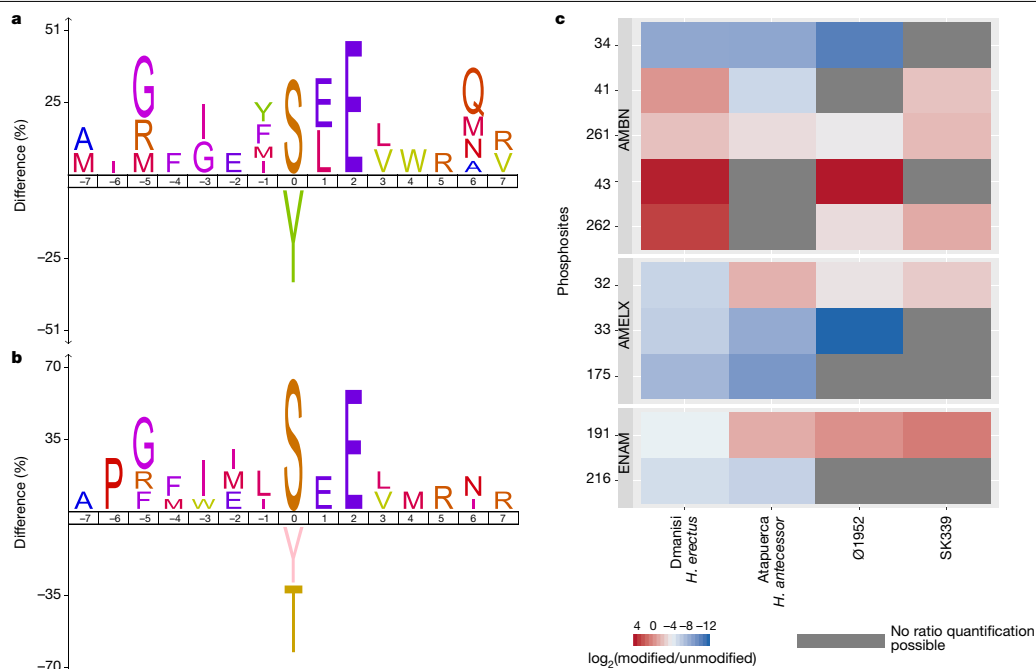 a
51
25
Difference (%)
A M I G R M F I G E Y F M I S E L E L V W R Q M N A R V
–7 –6 –5 –4 –3 –2 –1 0 1 2 3 4 5 6 7
Y
–25
–51
b
70
35
Difference (%)
A P G R F F M I W I M E L I S E E L V M R N I R
–7 –6 –5 –4 –3 –2 –1 0 1 2 3 4 5 6 7
Y
T
–35
–70
c
Phosphosites
AMBN
34
41
261
43
262
AMELX
32
33
175
ENAM
191
216
Dmanisi
H. erectus
Atapuerca
H. antecessor
Ø1952
SK339
4 0 –4 –8 –12
log2(modified/unmodified)
No ratio quantification
possible